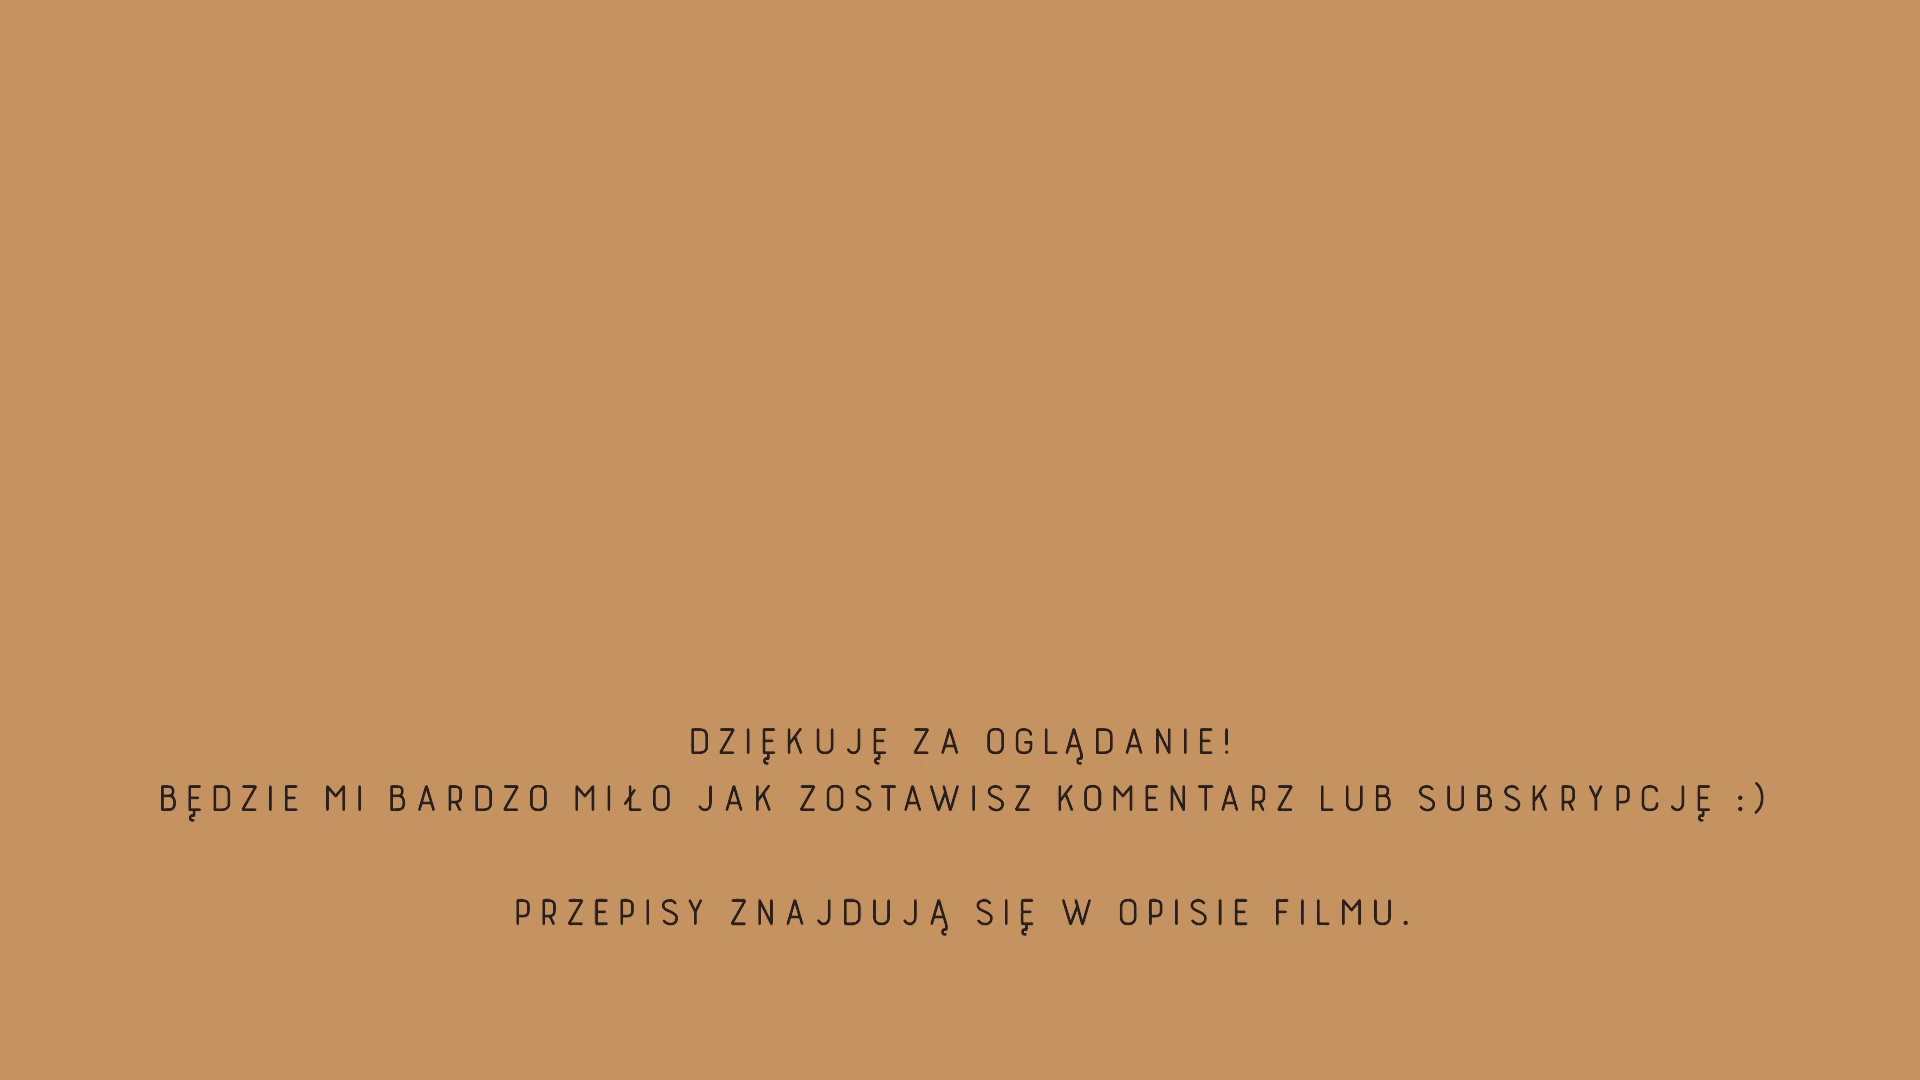 DZIĘKUJĘ ZA OGLĄDANIE!
BĘDZIE MI BARDZO MIŁO JAK ZOSTAWISZ KOMENTARZ LUB SUBSKRYPCJĘ :)
PRZEPISY ZNAJDUJĄ SIĘ W OPISIE FILMU.